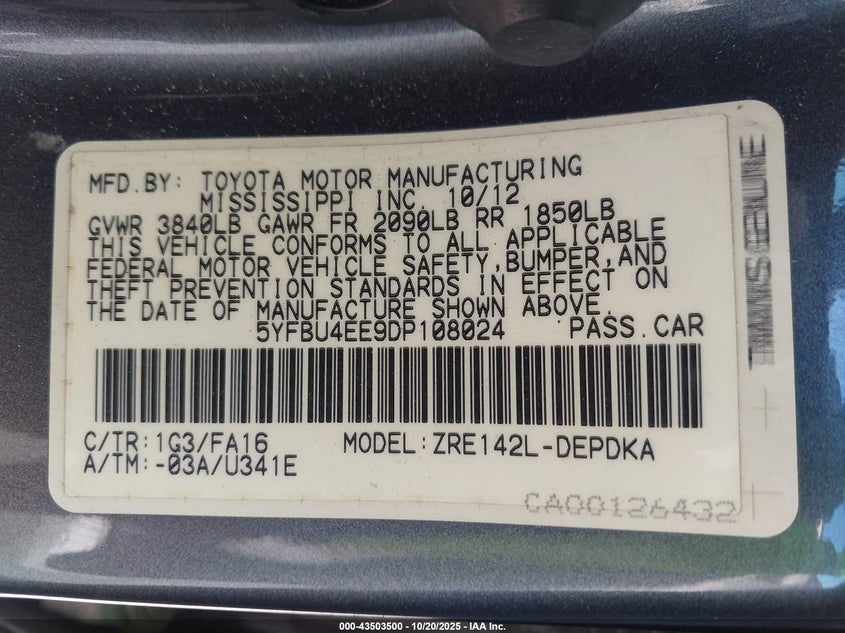 MFD.BY: TOYOTA MOTOR MANUFACTURING
MISSISSIPPI INC. 10/12
GVWR 3840LB GAWR FR 2090LB RR 1850LB
THIS VEHICLE CONFORMS TO ALL APPLICABLE
FEDERAL MOTOR VEHICLE SAFETY,BUMPER,AND
THEFT PREVENTION STANDARDS IN EFFECT ON
THE DATE OF MANUFACTURE SHOWN ABOVE.
5YFBU4EE9DP108024 PASS.CAR
C/TR:1G3/FA16 MODEL:ZRE142L-DEPDKA
A/TM:-03A/U341E
CA00126432
000-43503500 - 10/20/2025 - IAA Inc.